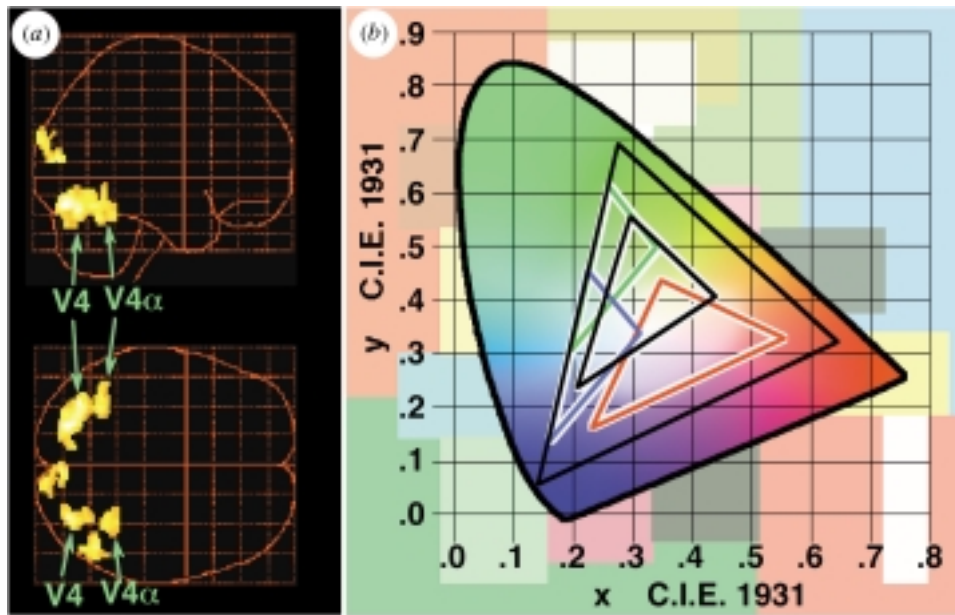 (a)
V4 V4α
V4 V4α
(b)
.9
.8
.7
.6
.5
.4
.3
.2
.1
.0
y C.I.E. 1931
.0 .1 .2 .3 .4 .5 .6 .7 .8
x C.I.E. 1931